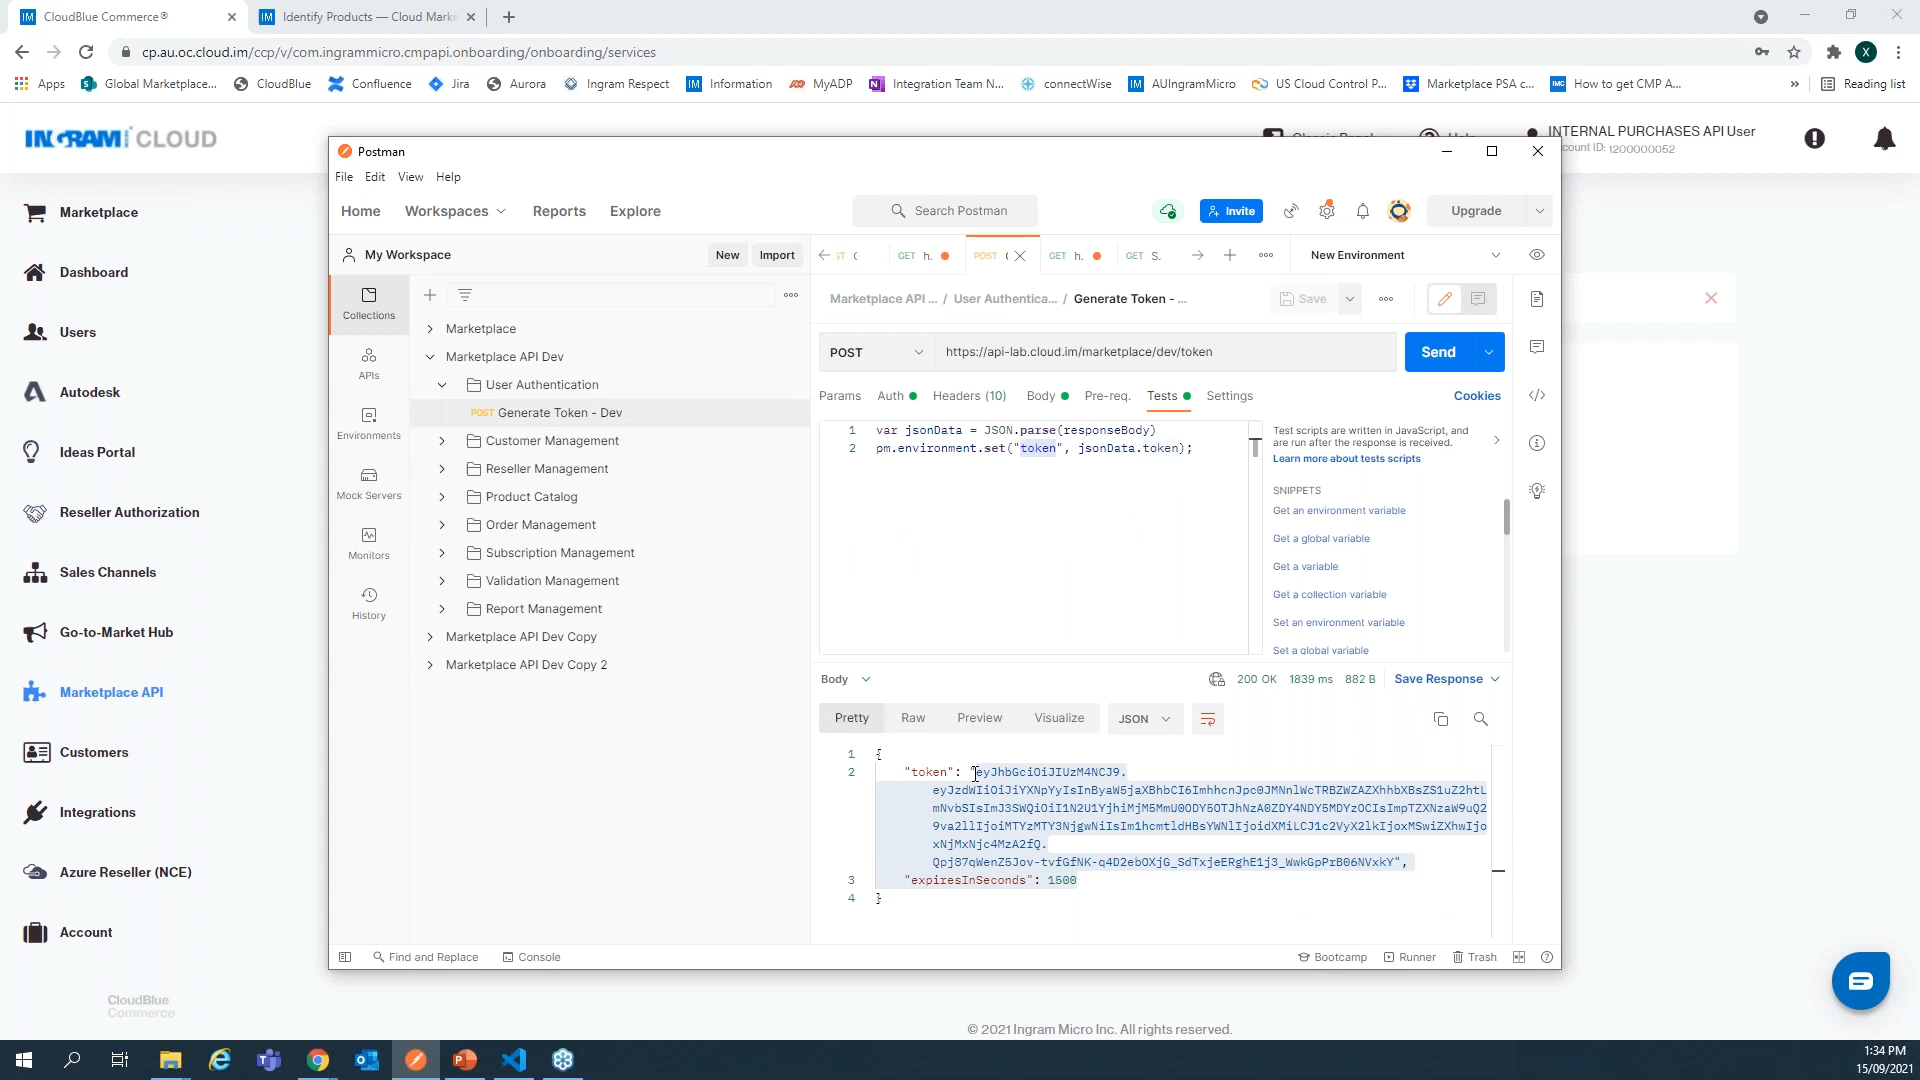 CloudBlue Commerce®
Identify Products — Cloud Marke
cp.au.oc.cloud.im/ccp/v/com.ingrammicro.cmpapi.onboarding/onboarding/services
X
Apps
Global Marketplace...
CloudBlue
Confluence
Jira
Aurora
Ingram Respect
Information
MyADP
Integration Team N...
connectWise
AUIngramMicro
US Cloud Control P...
Marketplace PSA c...
How to get CMP A...
Reading list
INGRAM CLOUD
INTERNAL PURCHASES API User
count ID: 1200000052
Marketplace
Dashboard
Users
Autodesk
Ideas Portal
Reseller Authorization
Sales Channels
Go-to-Market Hub
Marketplace API
Customers
Integrations
Azure Reseller (NCE)
Account
CloudBlue
Commerce
Postman
File Edit View Help
Home Workspaces Reports Explore
Search Postman
Invite
Upgrade
My Workspace
New
Import
GET h.
POST
GET h.
GET S.
New Environment
Collections
APIs
Environments
Mock Servers
Monitors
History
Marketplace
Marketplace API Dev
User Authentication
POST Generate Token - Dev
Customer Management
Reseller Management
Product Catalog
Order Management
Subscription Management
Validation Management
Report Management
Marketplace API Dev Copy
Marketplace API Dev Copy 2
Marketplace API ... / User Authentica... / Generate Token - ...
Save
POST
https://api-lab.cloud.im/marketplace/dev/token
Send
Params Auth Headers (10) Body Pre-req. Tests Settings
Cookies
1 var jsonData = JSON.parse(responseBody)
2 pm.environment.set("token", jsonData.token);
Test scripts are written in JavaScript, and
are run after the response is received.
Learn more about tests scripts
SNIPPETS
Get an environment variable
Get a global variable
Get a variable
Get a collection variable
Set an environment variable
Set a global variable
Body
200 OK 1839 ms 882 B
Save Response
Pretty Raw Preview Visualize JSON
1 {
2 "token": "eyJhbGciOiJIUzM4NCJ9.
eyJzdWIiOiJiYXNpYyIsInByaW5jaXBhbCI6ImhhcnJpc0JMNnlWcTRBZWZAZXhhbXBsZS1uZ2htL
mNvbSIsImJ3SWQiOiI1N2U1YjhiMjM5MmU0ODY5OTJhNzA0ZDY4NDY5MDYzOCIsImpTZXNzaW9uQ2
9va2llIjoiMTYzMTY3NjgwNiIsIm1hcmtldHBsYWNlIjoidXMiLCJ1c2VyX2lkIjoxMSwiZXhwIjo
xNjMxNjc4MzA2fQ.
Qpj87qWenZ5Jov-tvfGfNK-q4D2ebOXjG_SdTxjeERghE1j3_WwkGpPrB06NVxkY",
3 "expiresInSeconds": 1500
4 }
Find and Replace
Console
Bootcamp
Runner
Trash
© 2021 Ingram Micro Inc. All rights reserved.
1:34 PM
15/09/2021